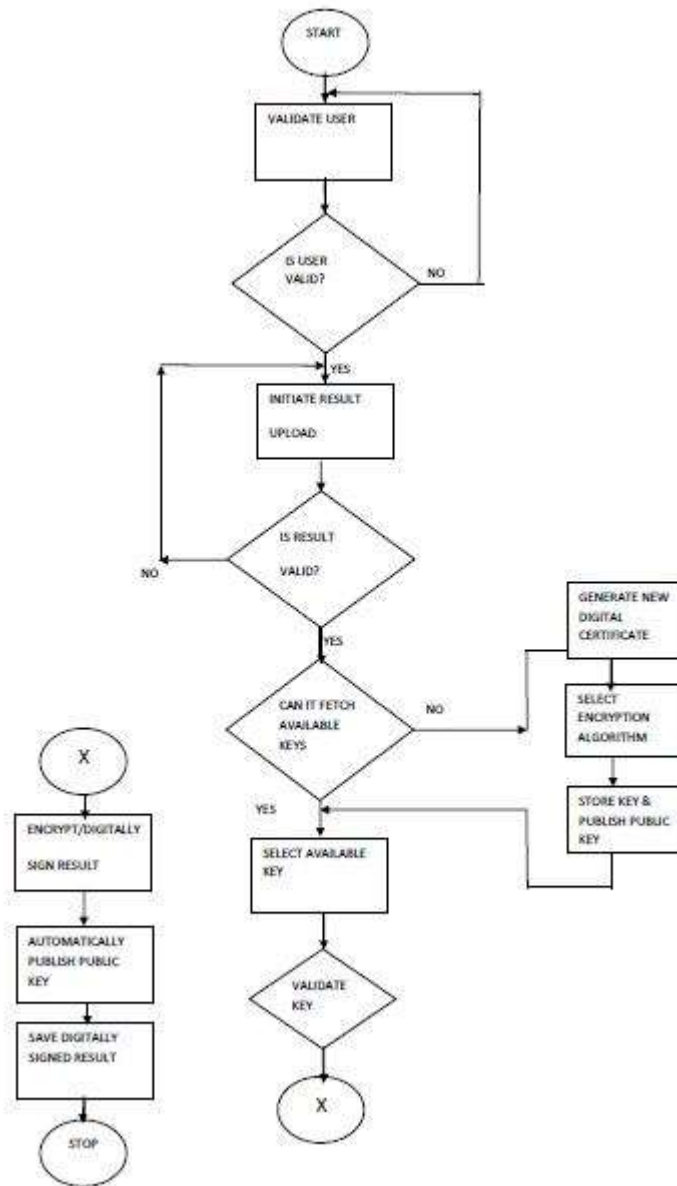 START
VALIDATE USER
IS USER
VALID?
NO
YES
INITIATE RESULT
UPLOAD
IS RESULT
VALID?
NO
YES
CAN IT FETCH
AVAILABLE
KEYS
NO
GENERATE NEW
DIGITAL
CERTIFICATE
SELECT
ENCRYPTION
ALGORITHM
STORE KEY &
PUBLISH PUBLIC
KEY
YES
SELECT AVAILABLE
KEY
VALIDATE
KEY
X
X
ENCRYPT/DIGITALLY
SIGN RESULT
AUTOMATICALLY
PUBLISH PUBLIC
KEY
SAVE DIGITALLY
SIGNED RESULT
STOP